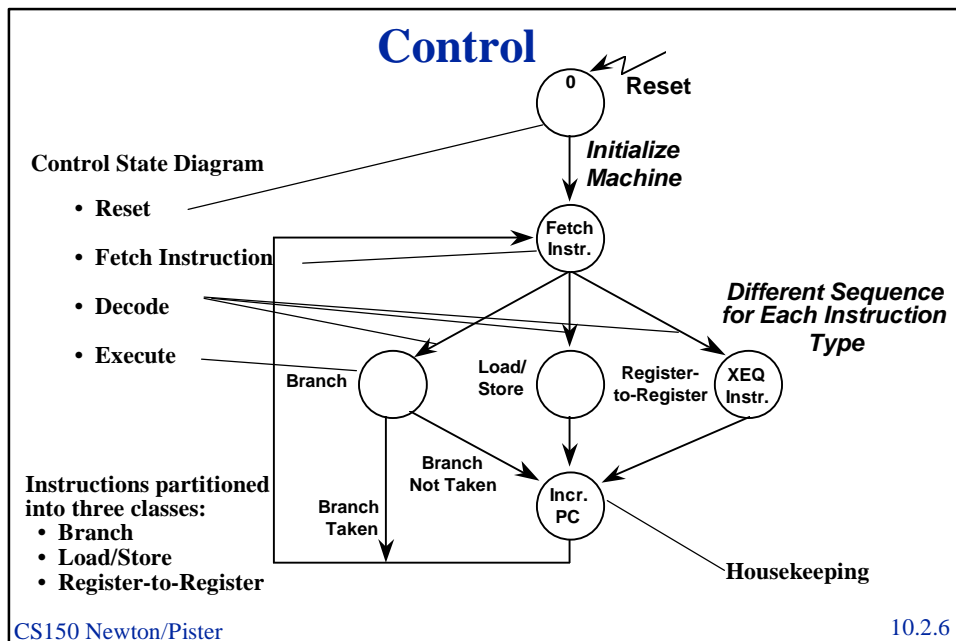 Control
0
Reset
Initialize
Machine
Control State Diagram
• Reset
• Fetch Instruction
• Decode
• Execute
Fetch
Instr.
Different Sequence
for Each Instruction
Type
Branch
Load/
Store
Register-
to-Register
XEQ
Instr.
Branch
Not Taken
Branch
Taken
Incr.
PC
Instructions partitioned
into three classes:
• Branch
• Load/Store
• Register-to-Register
Housekeeping
CS150 Newton/Pister
10.2.6